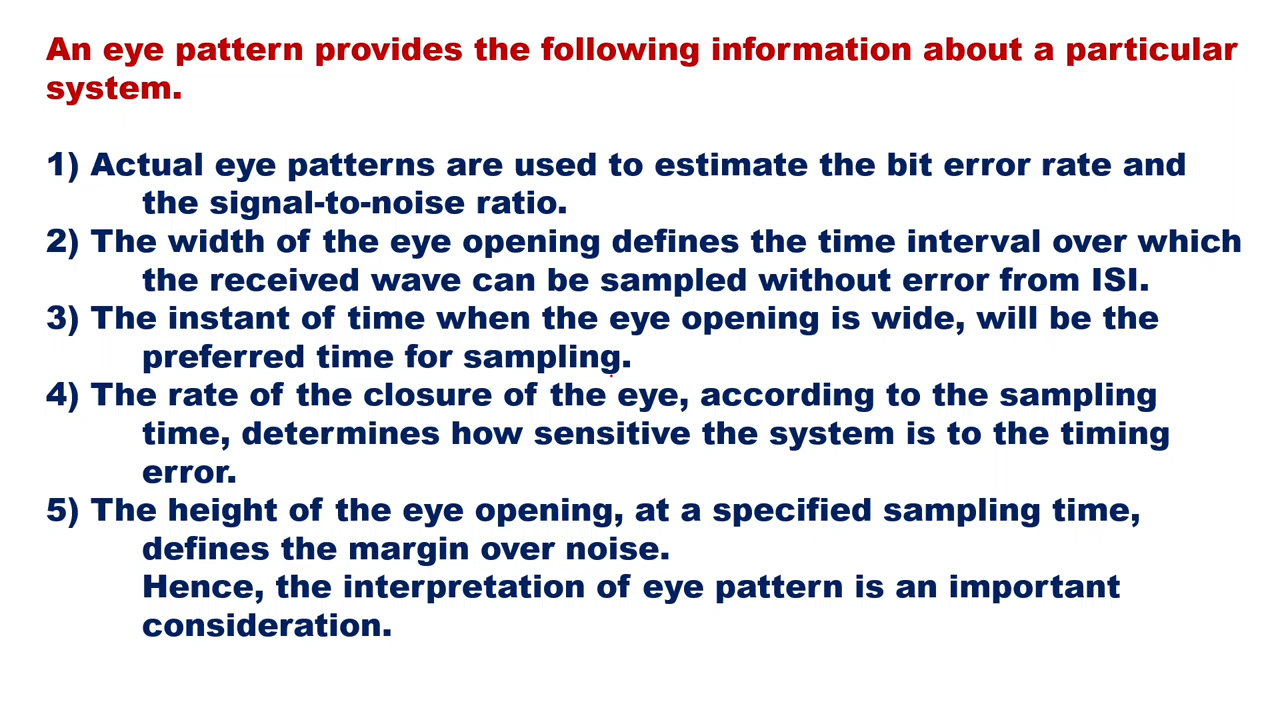 An eye pattern provides the following information about a particular
system.
1) Actual eye patterns are used to estimate the bit error rate and
the signal-to-noise ratio.
2) The width of the eye opening defines the time interval over which
the received wave can be sampled without error from ISI.
3) The instant of time when the eye opening is wide, will be the
preferred time for sampling.
4) The rate of the closure of the eye, according to the sampling
time, determines how sensitive the system is to the timing
error.
5) The height of the eye opening, at a specified sampling time,
defines the margin over noise.
Hence, the interpretation of eye pattern is an important
consideration.